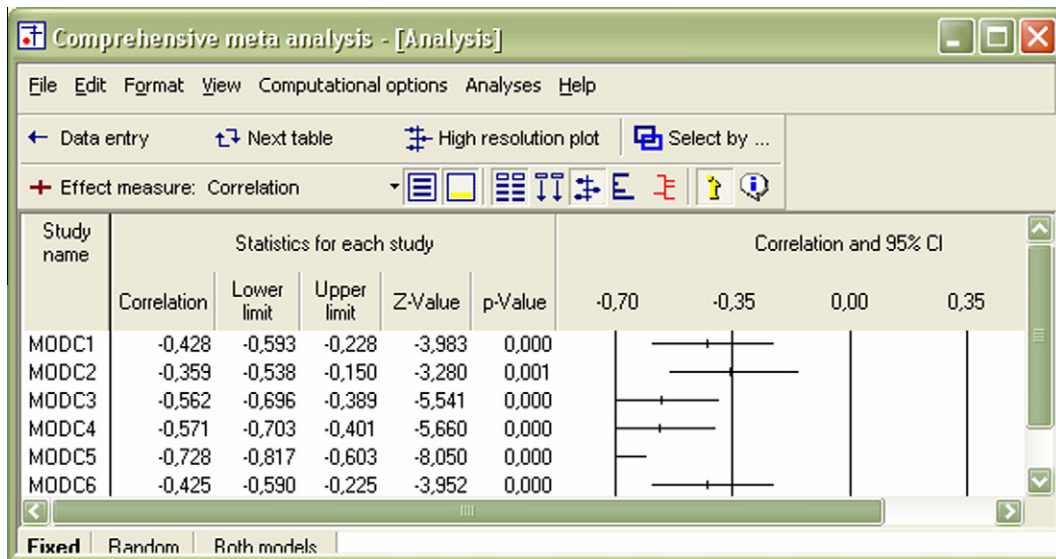 Comprehensive meta analysis - [Analysis]
File Edit Format View Computational options Analyses Help
Data entry Next table High resolution plot Select by ...
Effect measure: Correlation
Study name Statistics for each study Correlation and 95% CI
Correlation Lower limit Upper limit Z-Value p-Value -0,70 -0,35 0,00 0,35
MODC1 -0,428 -0,593 -0,228 -3,983 0,000
MODC2 -0,359 -0,538 -0,150 -3,280 0,001
MODC3 -0,562 -0,696 -0,389 -5,541 0,000
MODC4 -0,571 -0,703 -0,401 -5,660 0,000
MODC5 -0,728 -0,817 -0,603 -8,050 0,000
MODC6 -0,425 -0,590 -0,225 -3,952 0,000
Fixed Random Both models